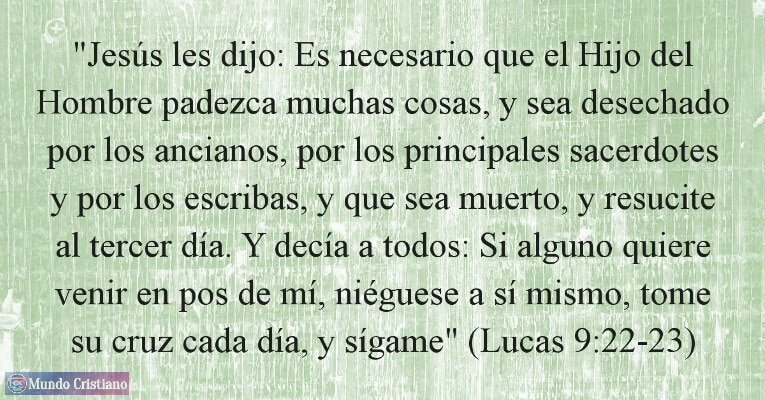 "Jesús les dijo: Es necesario que el Hijo del
Hombre padezca muchas cosas, y sea desechado
por los ancianos, por los principales sacerdotes
y por los escribas, y que sea muerto, y resucite
al tercer día. Y decía a todos: Si alguno quiere
venir en pos de mí, niéguese a sí mismo, tome
su cruz cada día, y sígame" (Lucas 9:22-23)
Mundo Cristiano